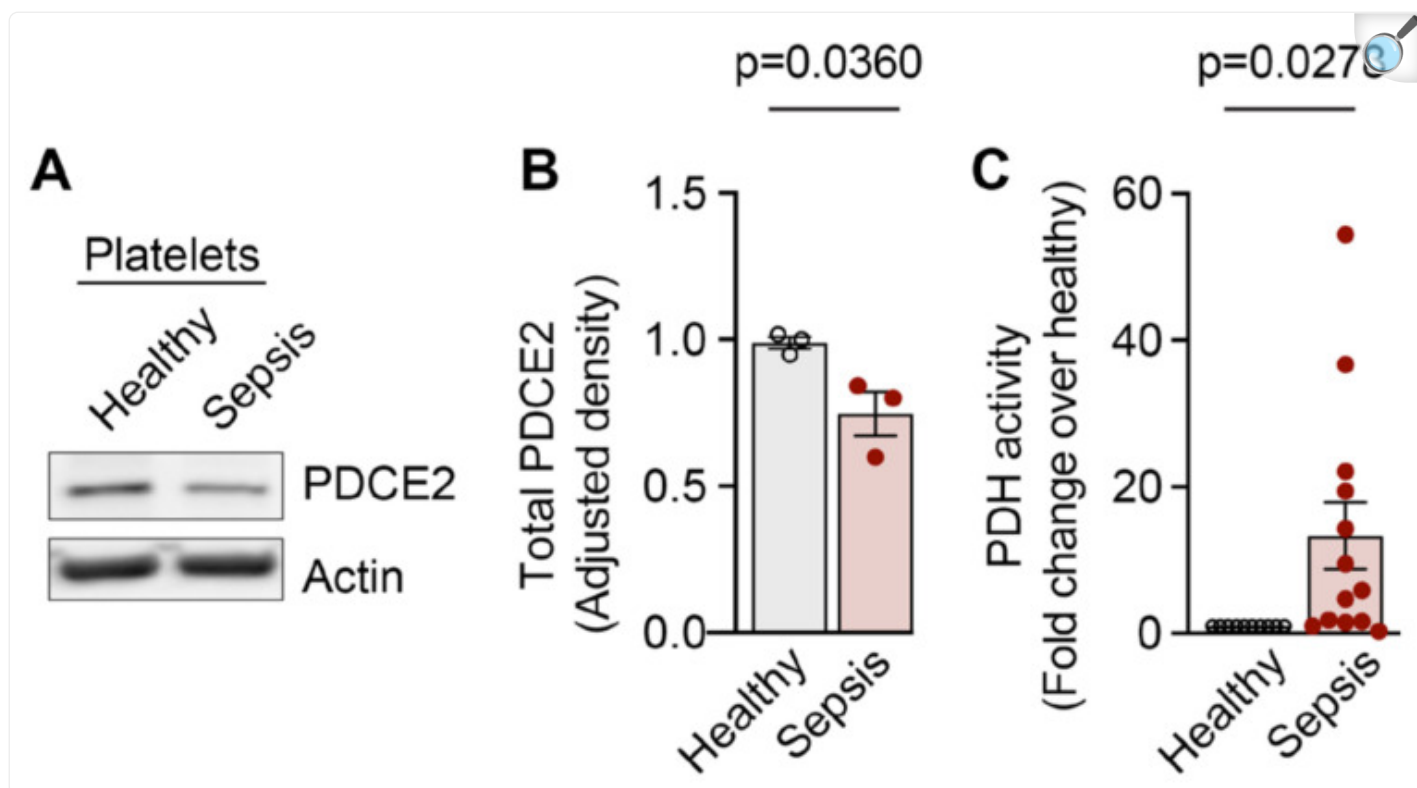 A
Platelets
Healthy
Sepsis
PDCE2
Actin
B
p=0.0360
Total PDCE2
(Adjusted density)
1.5
1.0
0.5
0.0
Healthy
Sepsis
C
PDH activity
(Fold change over healthy)
60
40
20
0
Healthy
Sepsis